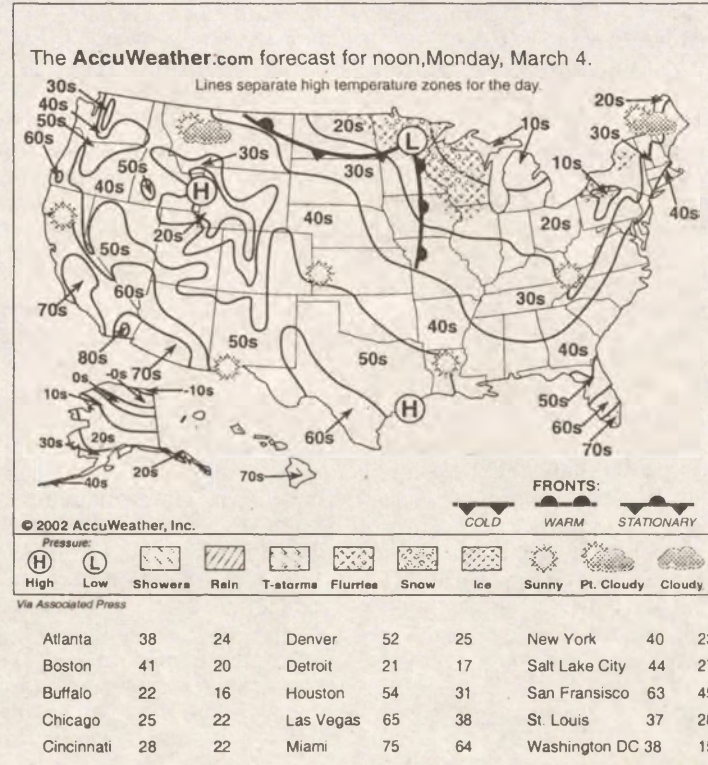 The AccuWeather.com forecast for noon, Monday, March 4.
Lines separate high temperature zones for the day.
30s
40s
50s
60s
20s
20s
10s
30s
30s
10s
50s
40s
30s
H
L
40s
20s
40s
20s
50s
60s
70s
30s
40s
80s
70s
50s
50s
40s
0s
-0s
-10s
10s
H
50s
60s
70s
60s
20s
30s
20s
40s
70s
FRONTS:
COLD WARM STATIONARY
© 2002 AccuWeather, Inc.
Pressure:
H L
High Low Showers Rain T-storms Flurries Snow Ice Sunny Pt. Cloudy Cloudy
Via Associated Press
Atlanta 38 24 Denver 52 25 New York 40
Boston 41 20 Detroit 21 17 Salt Lake City 44
Buffalo 22 16 Houston 54 31 San Fransisco 63
Chicago 25 22 Las Vegas 65 38 St. Louis 37
Cincinnati 28 22 Miami 75 64 Washington DC 38